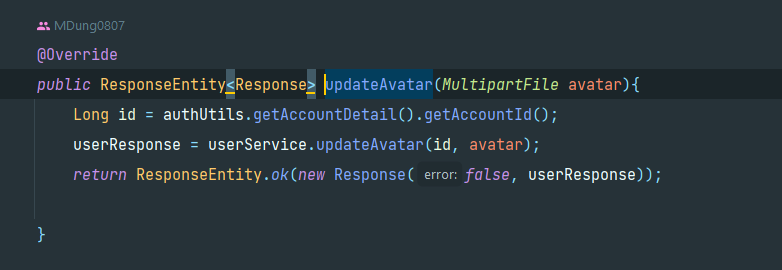 MDung0807
@Override
public ResponseEntity<Response> updateAvatar(MultipartFile avatar){
Long id = authUtils.getAccountDetail().getAccountId();
userResponse = userService.updateAvatar(id, avatar);
return ResponseEntity.ok(new Response( error: false, userResponse));
}